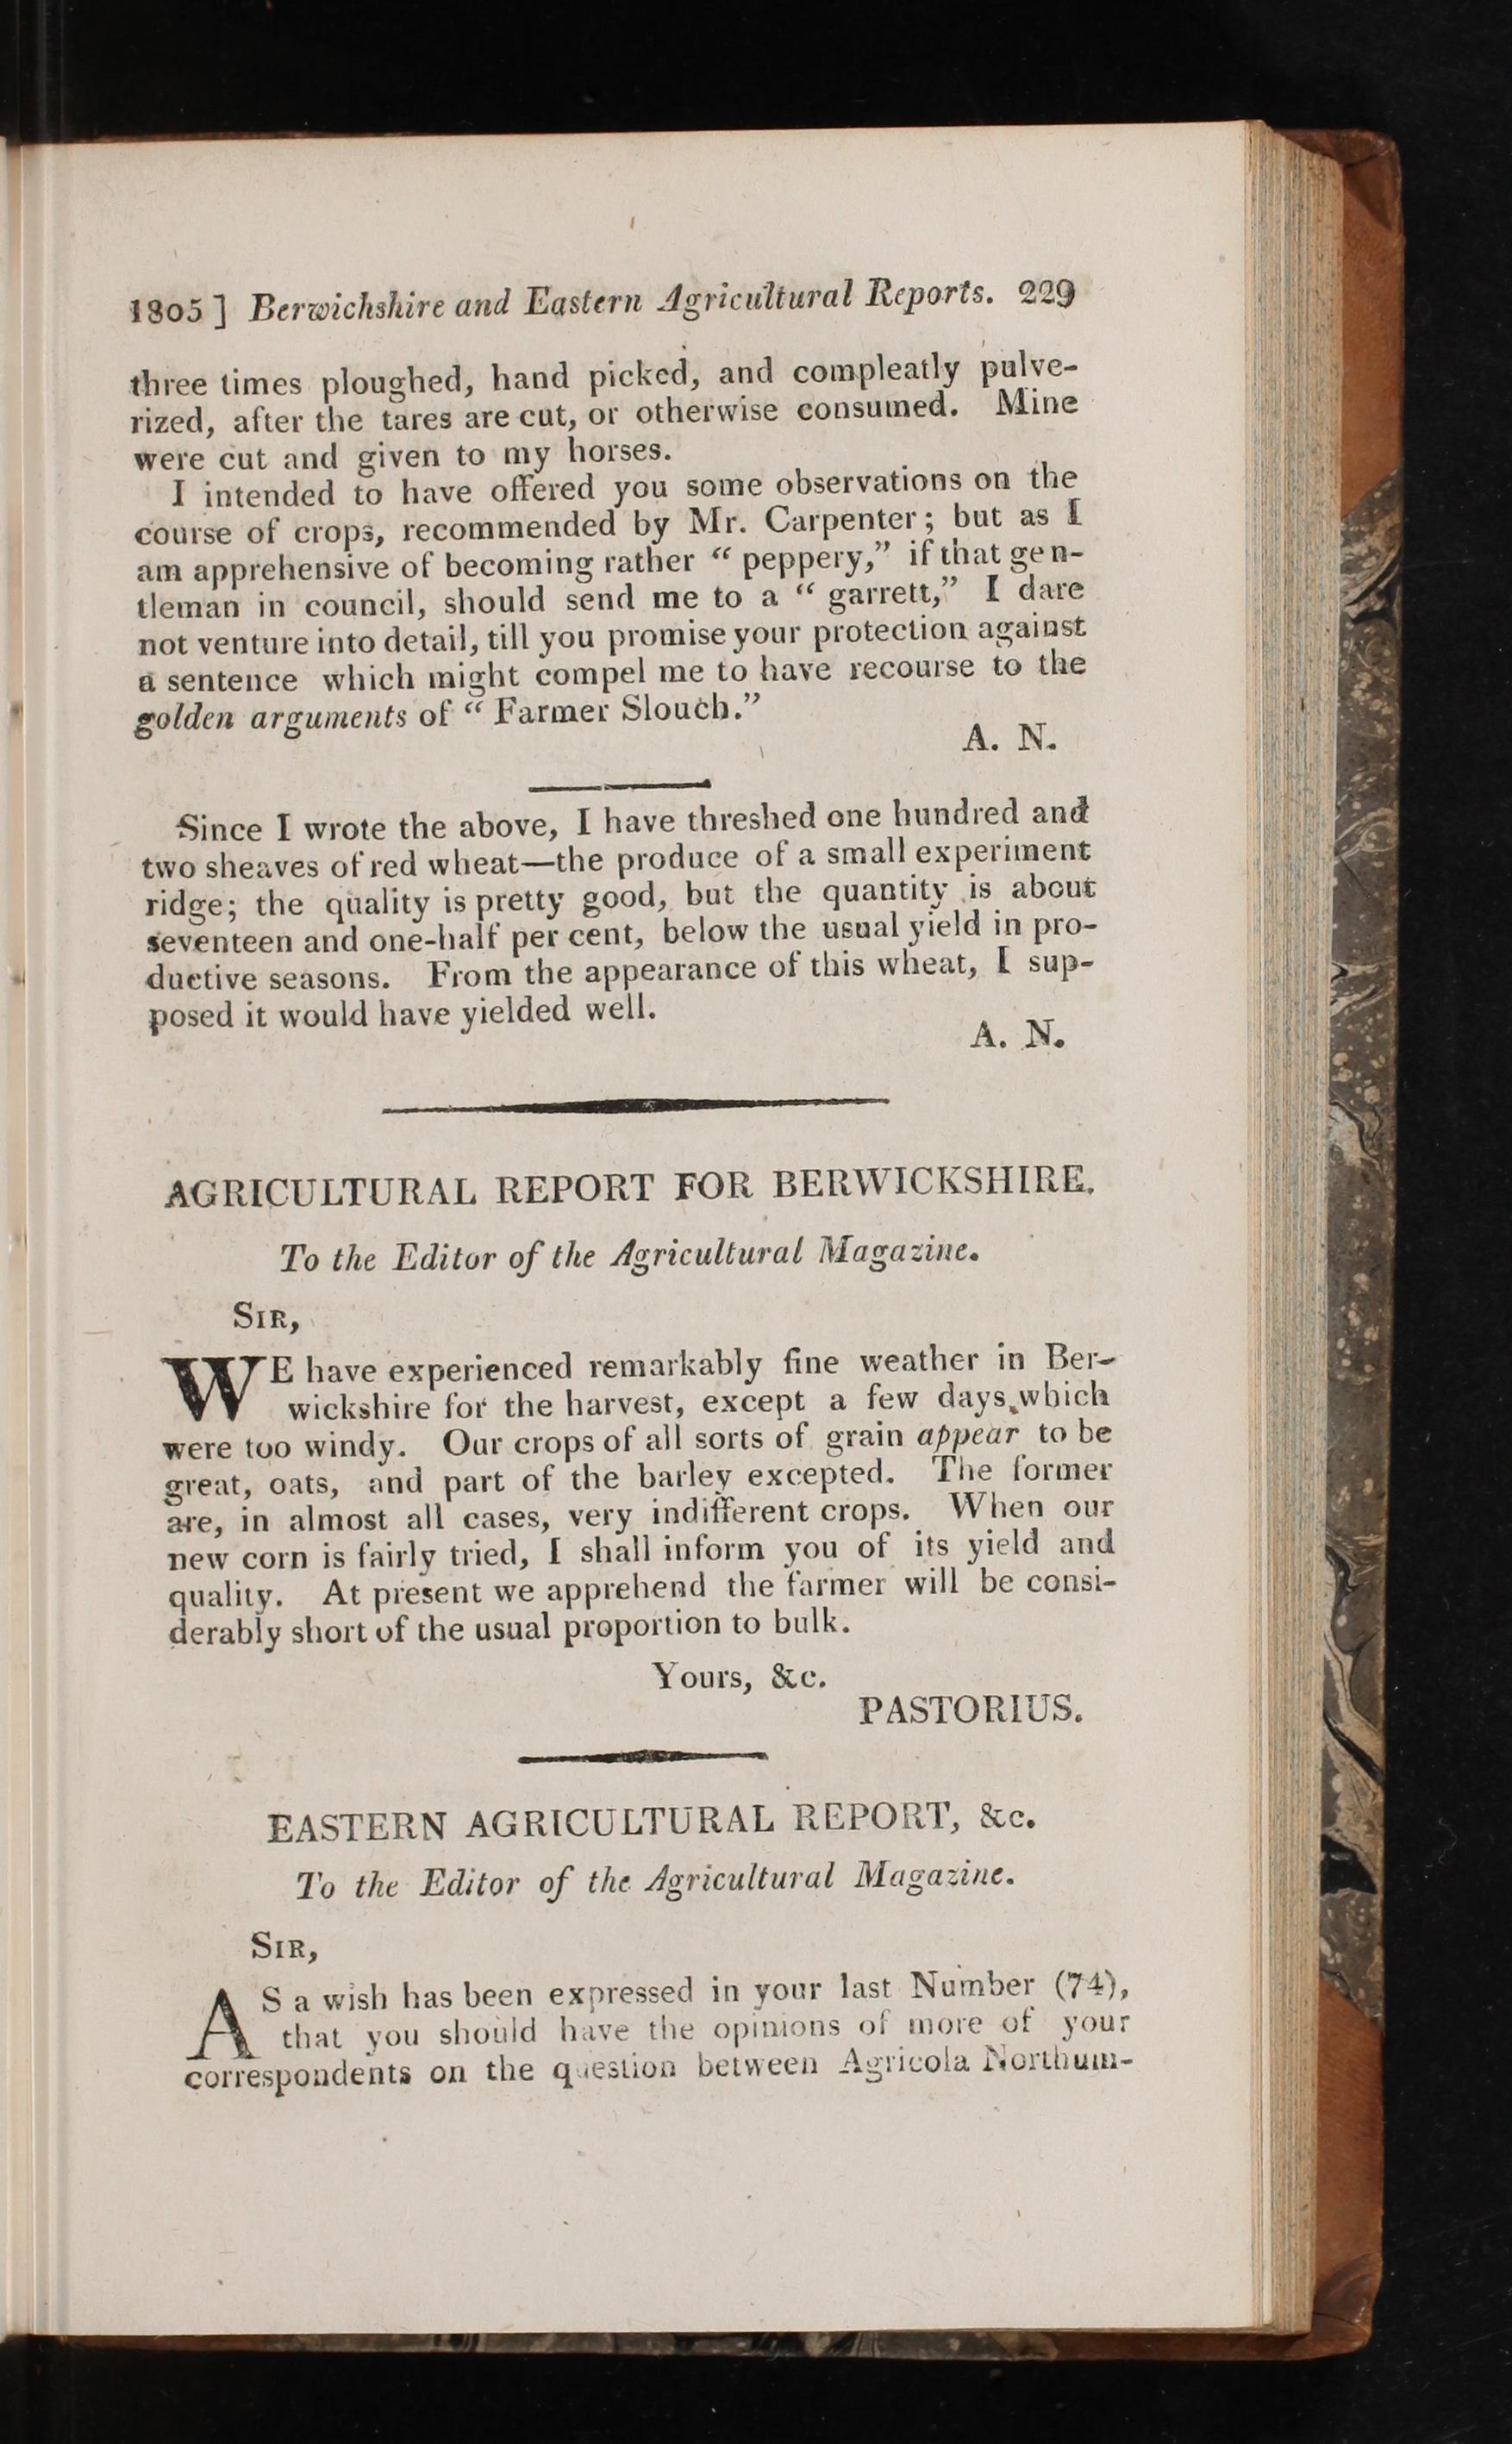 1805 ] Berwichshire and Eastern Agricultural Reports. 229
three times ploughed, hand picked, and compleatly pulve-
rized, after the tares are cut, or otherwise consumed. Mine
were cut and given to my horses.
I intended to have offered you some observations on the
course of crops, recommended by Mr. Carpenter; but as I
am apprehensive of becoming rather “ peppery,” if that gen-
tleman in council, should send me to a “ garrett,” I dare
not venture into detail, till you promise your protection against
a sentence which might compel me to have recourse to the
golden arguments of “ Farmer Slouch.”
A. N.
Since I wrote the above, I have threshed one hundred and
two sheaves of red wheat—the produce of a small experiment
ridge; the quality is pretty good, but the quantity is about
seventeen and one-half per cent, below the usual yield in pro-
ductive seasons. From the appearance of this wheat, I sup-
posed it would have yielded well.
A. N.
AGRICULTURAL REPORT FOR BERWICKSHIRE.
To the Editor of the Agricultural Magazine.
SIR,
WE have experienced remarkably fine weather in Ber-
wickshire for the harvest, except a few days, which
were too windy. Our crops of all sorts of grain appear to be
great, oats, and part of the barley excepted. The former
are, in almost all cases, very indifferent crops. When our
new corn is fairly tried, I shall inform you of its yield and
quality. At present we apprehend the farmer will be consi-
derably short of the usual proportion to bulk.
Yours, &c.
PASTORIUS.
EASTERN AGRICULTURAL REPORT, &c.
To the Editor of the Agricultural Magazine.
SIR,
AS a wish has been expressed in your last Number (74),
that you should have the opinions of more of your
correspondents on the question between Agricola Northum-